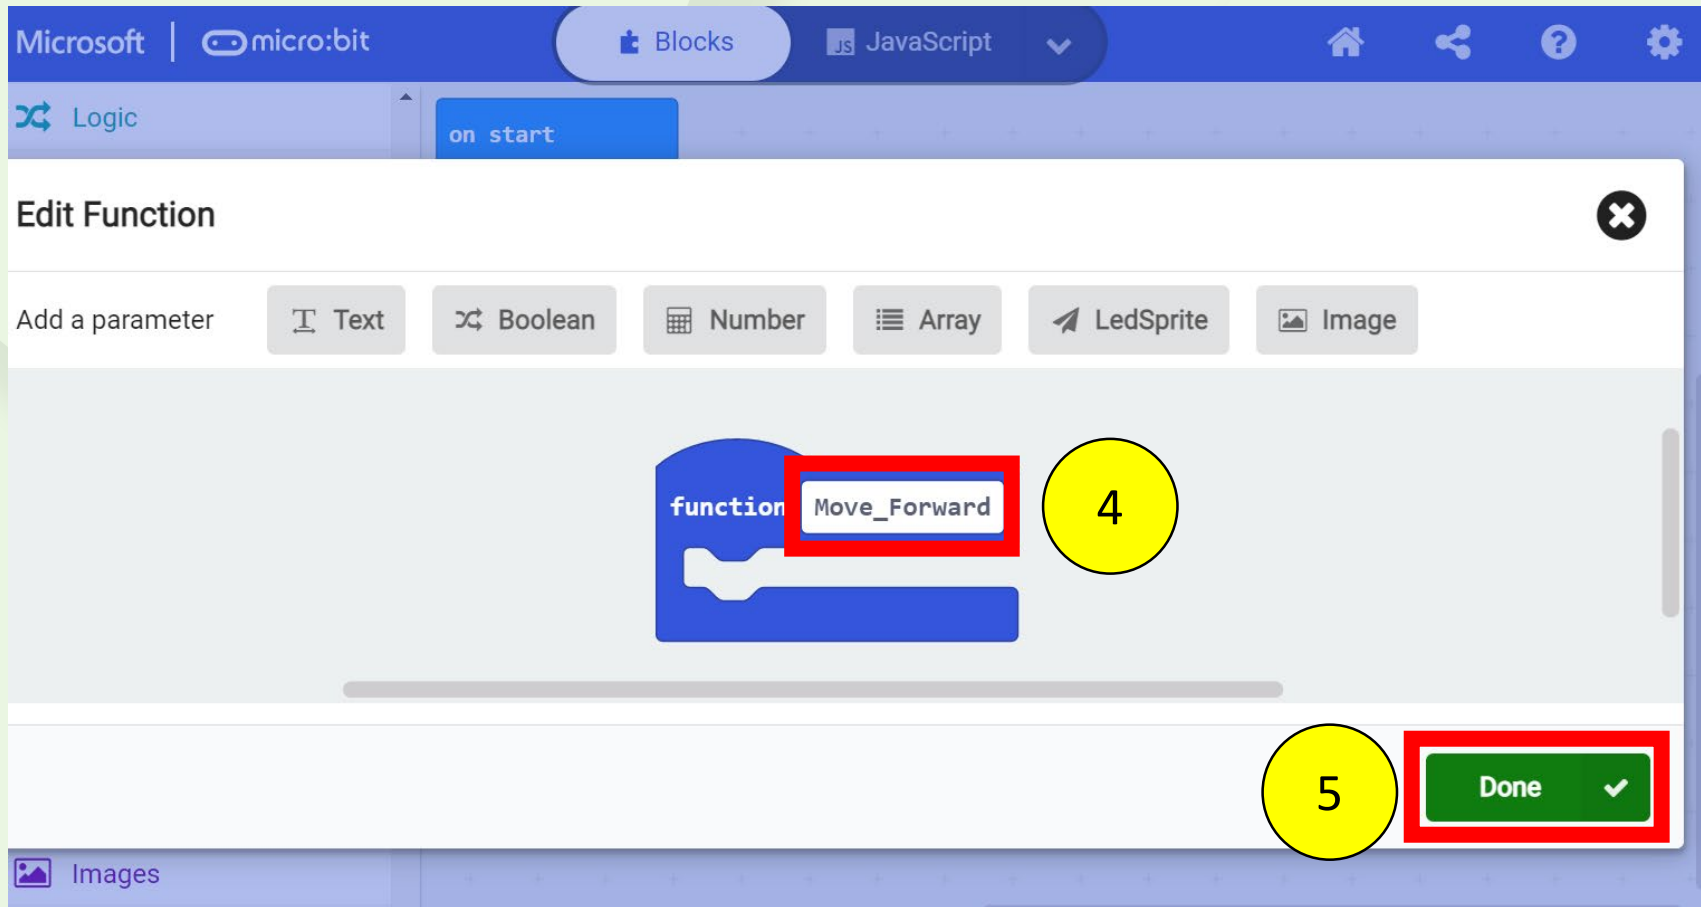 Microsoft | micro:bit Blocks JS JavaScript
Logic
on start
Edit Function
Add a parameter Text Boolean Number Array LedSprite Image
function Move_Forward 4
5 Done
Images